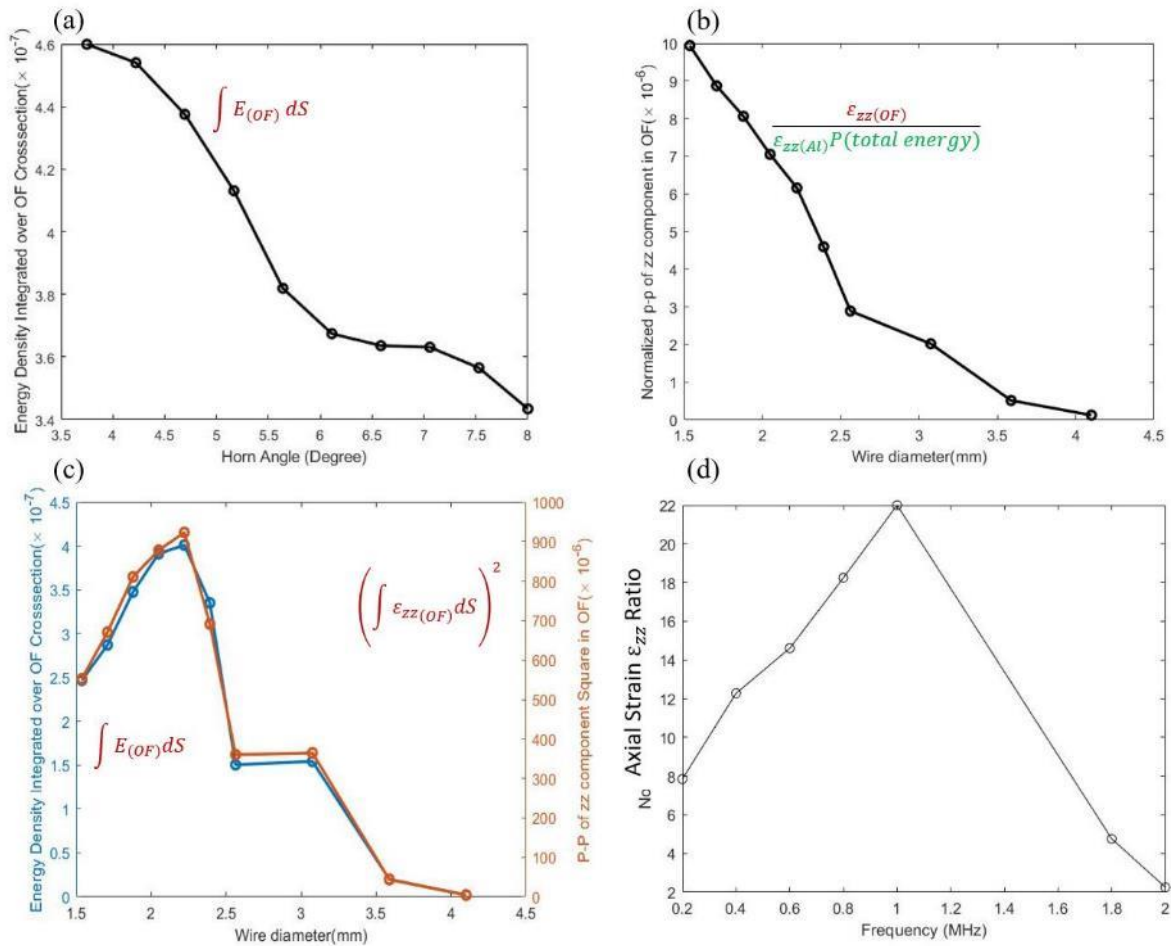 (a)
Energy Density Integrated over OF Crosssection(× 10⁻⁷)
4.6
4.4
4.2
4
3.8
3.6
3.4
∫ E(OF) dS
3.5 4 4.5 5 5.5 6 6.5 7 7.5 8
Horn Angle (Degree)
(b)
Normalized p-p of zz component in OF(× 10⁻⁶)
10
9
8
7
6
5
4
3
2
1
0
εzz(OF)
εzz(Al)P(total energy)
1.5 2 2.5 3 3.5 4 4.5
Wire diameter(mm)
(c)
Energy Density Integrated over OF Crosssection(× 10⁻⁷)
4.5
4
3.5
3
2.5
2
1.5
1
0.5
0
(∫ εzz(OF)dS)²
∫ E(OF)dS
1000
900
800
700
600
500
400
300
200
100
0
P-P of zz component Square in OF(× 10⁻⁶)
1.5 2 2.5 3 3.5 4 4.5
Wire diameter(mm)
(d)
No
Axial Strain εzz Ratio
22
20
18
16
14
12
10
8
6
4
2
0.2 0.4 0.6 0.8 1 1.2 1.4 1.6 1.8 2
Frequency (MHz)